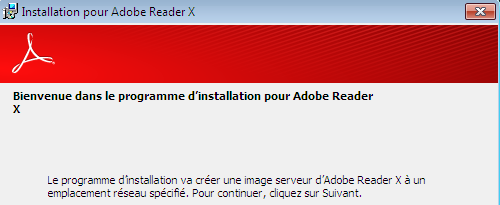 Installation pour Adobe Reader X
Bienvenue dans le programme d'installation pour Adobe Reader
X
Le programme d'installation va créer une image serveur d'Adobe Reader X à un
emplacement réseau spécifié. Pour continuer, cliquez sur Suivant.